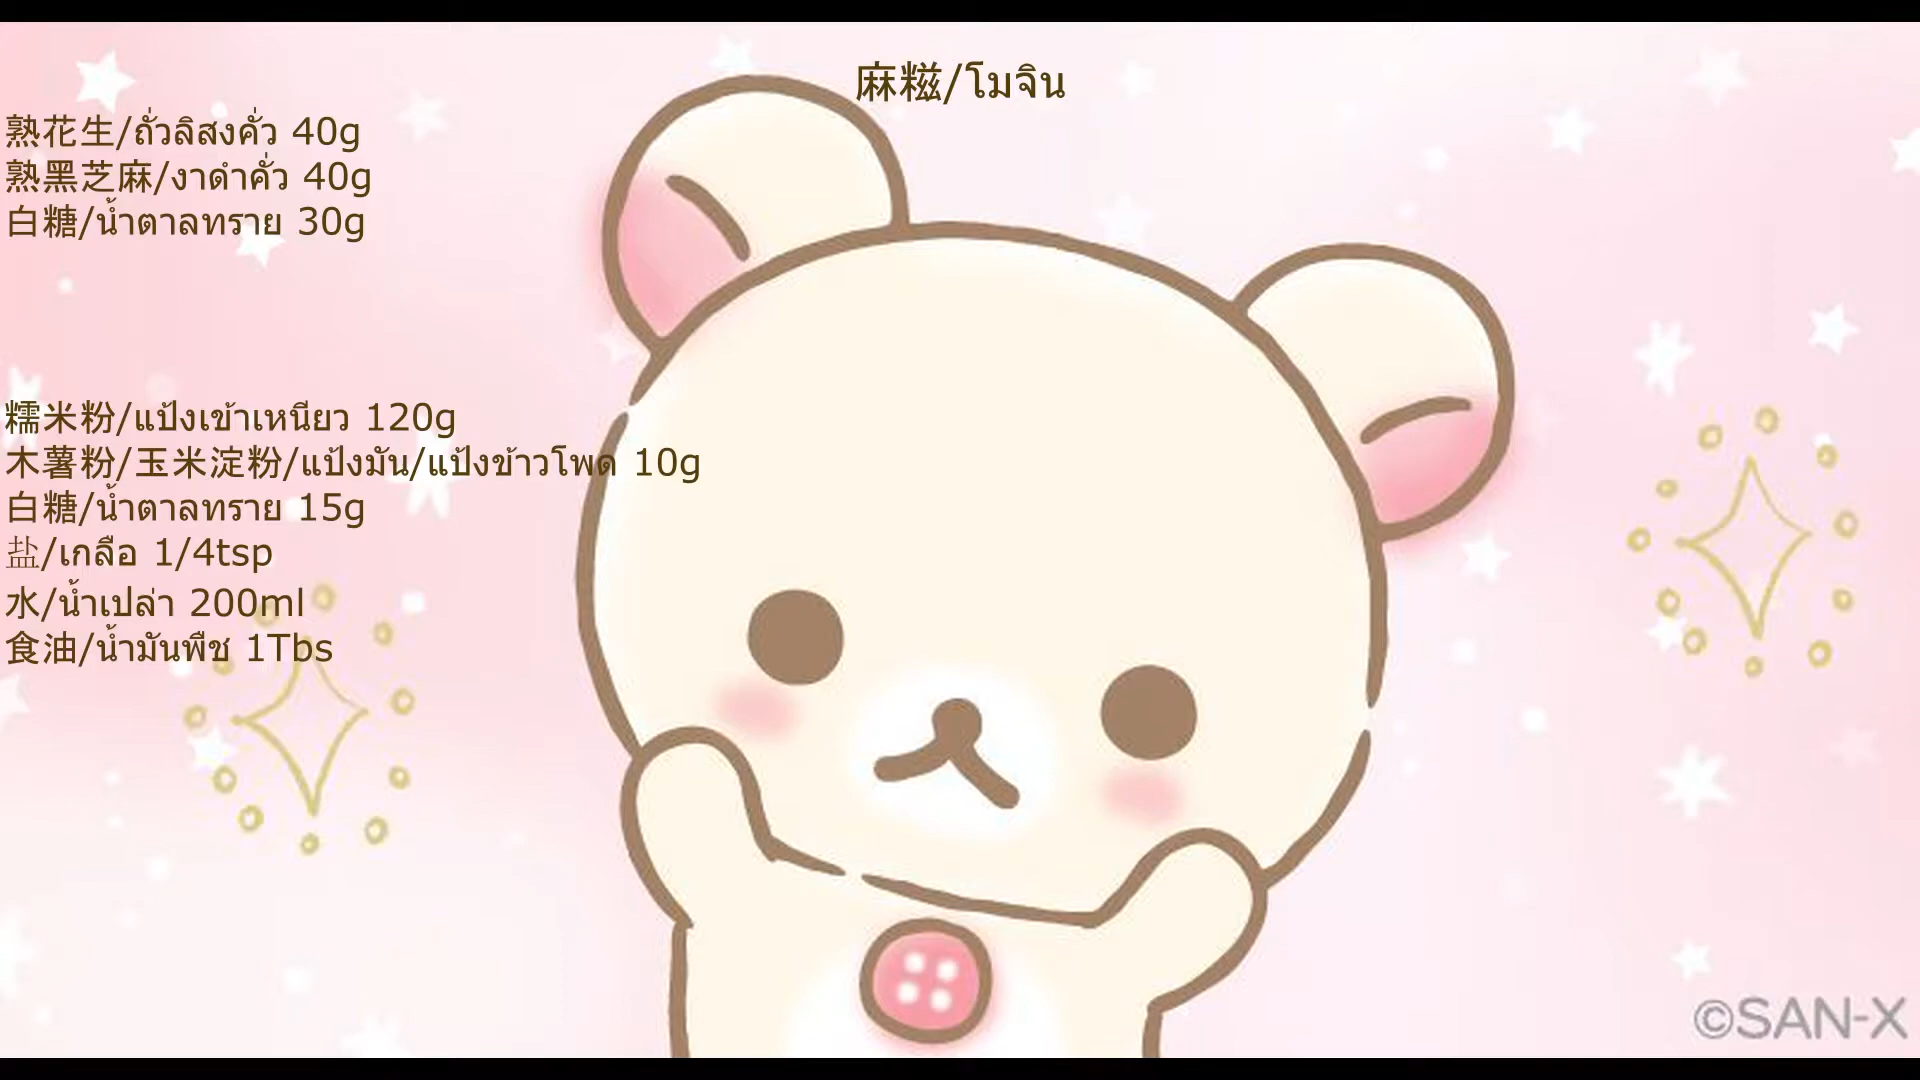 麻糍/โมจิน
熟花生/ถั่วลิสงคั่ว 40g
熟黑芝麻/งาดำคั่ว 40g
白糖/น้ำตาลทราย 30g
糯米粉/แป้งเข้าเหนียว 120g
木薯粉/玉米淀粉/แป้งมัน/แป้งข้าวโพด 10g
白糖/น้ำตาลทราย 15g
盐/เกลือ 1/4tsp
水/น้ำเปล่า 200ml
食油/น้ำมันพืช 1Tbs
©SAN-X